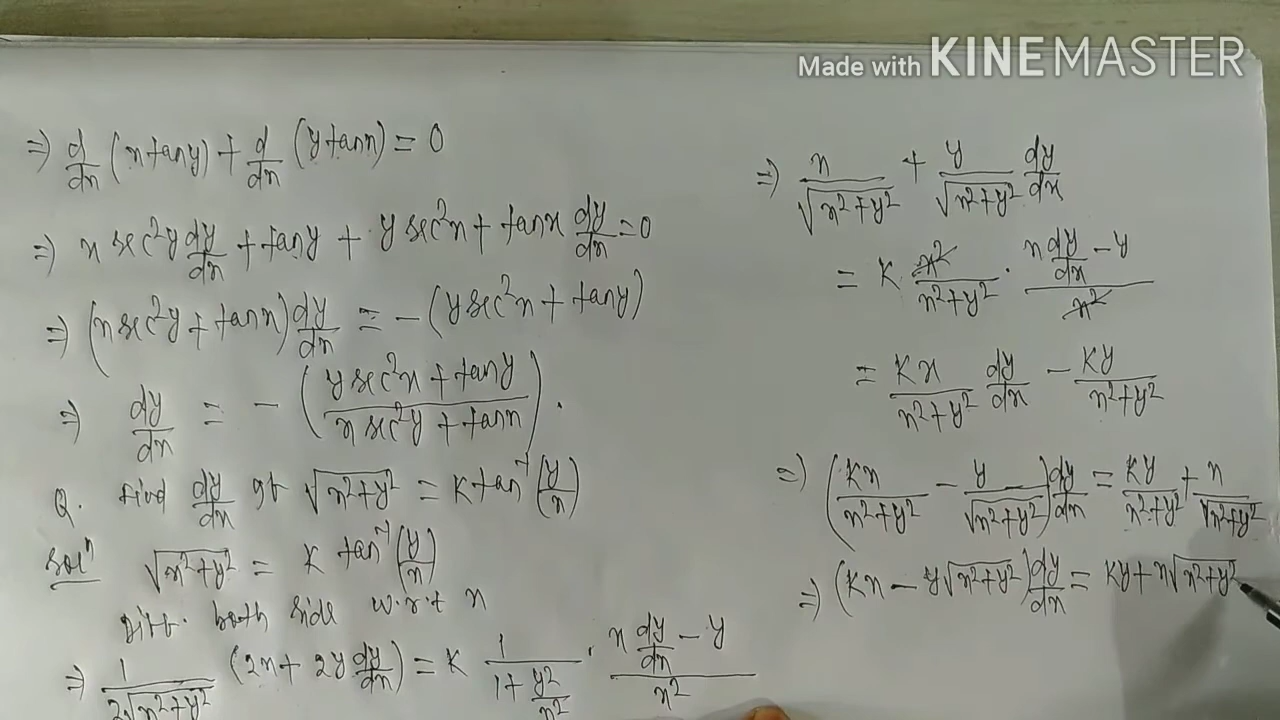 Made with KINEMASTER
⇒ d/dx (x tany) + d/dx (y tanx) = 0
⇒ x sec²y dy/dx + tany + y sec²x + tanx dy/dx = 0
⇒ (x sec²y + tanx) dy/dx = -(y sec²x + tany)
⇒ dy/dx = - (y sec²x + tany / x sec²y + tanx).
Q. Find dy/dx if √x²+y² = K tan⁻¹(y/x)
Solⁿ √x²+y² = K tan⁻¹(y/x)
Diff. both side w.r.t x
⇒ 1/2√x²+y² (2x + 2y dy/dx) = K 1/1+y²/x² · x dy/dx - y/x²
⇒ x/√x²+y² + y/√x²+y² dy/dx
= K x²/x²+y² · x dy/dx - y/x²
= Kx/x²+y² dy/dx - Ky/x²+y²
⇒ (Kx/x²+y² - y/√x²+y²) dy/dx = Ky/x²+y² + x/√x²+y²
⇒ (Kx - y√x²+y²) dy/dx = Ky + x√x²+y²